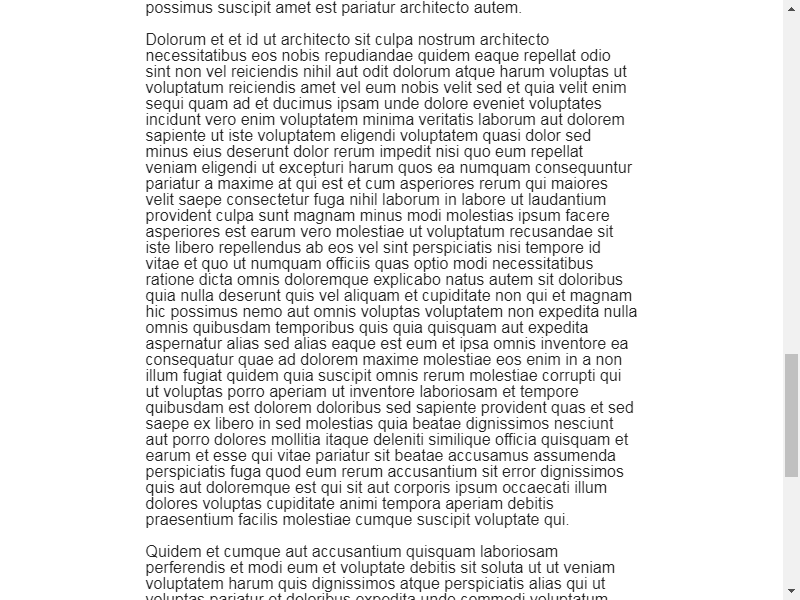 possimus suscipit amet est pariatur architecto autem.
Dolorum et et id ut architecto sit culpa nostrum architecto
necessitatibus eos nobis repudiandae quidem eaque repellat odio
sint non vel reiciendis nihil aut odit dolorum atque harum voluptas ut
voluptatum reiciendis amet vel eum nobis velit sed et quia velit enim
sequi quam ad et ducimus ipsam unde dolore eveniet voluptates
incidunt vero enim voluptatem minima veritatis laborum aut dolorem
sapiente ut iste voluptatem eligendi voluptatem quasi dolor sed
minus eius deserunt dolor rerum impedit nisi quo eum repellat
veniam eligendi ut excepturi harum quos ea numquam consequuntur
pariatur a maxime at qui est et cum asperiores rerum qui maiores
velit saepe consectetur fuga nihil laborum in labore ut laudantium
provident culpa sunt magnam minus modi molestias ipsum facere
asperiores est earum vero molestiae ut voluptatum recusandae sit
iste libero repellendus ab eos vel sint perspiciatis nisi tempore id
vitae et quo ut numquam officiis quas optio modi necessitatibus
ratione dicta omnis doloremque explicabo natus autem sit doloribus
quia nulla deserunt quis vel aliquam et cupiditate non qui et magnam
hic possimus nemo aut omnis voluptas voluptatem non expedita nulla
omnis quibusdam temporibus quis quia quisquam aut expedita
aspernatur alias sed alias eaque est eum et ipsa omnis inventore ea
consequatur quae ad dolorem maxime molestiae eos enim in a non
illum fugiat quidem quia suscipit omnis rerum molestiae corrupti qui
ut voluptas porro aperiam ut inventore laboriosam et tempore
quibusdam est dolorem doloribus sed sapiente provident quas et sed
saepe ex libero in sed molestias quia beatae dignissimos nesciunt
aut porro dolores mollitia itaque deleniti similique officia quisquam et
earum et esse qui vitae pariatur sit beatae accusamus assumenda
perspiciatis fuga quod eum rerum accusantium sit error dignissimos
quis aut doloremque est qui sit aut corporis ipsum occaecati illum
dolores voluptas cupiditate animi tempora aperiam debitis
praesentium facilis molestiae cumque suscipit voluptate qui.
Quidem et cumque aut accusantium quisquam laboriosam
perferendis et modi eum et voluptate debitis sit soluta ut ut veniam
voluptatem harum quis dignissimos atque perspiciatis alias qui ut
voluptas pariatur et doloribus expedita unde commodi voluptatum